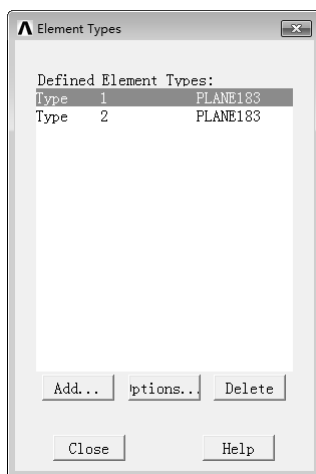 Element Types
Defined Element Types:
Type 1 PLANE183
Type 2 PLANE183
Add... ptions... Delete
Close Help